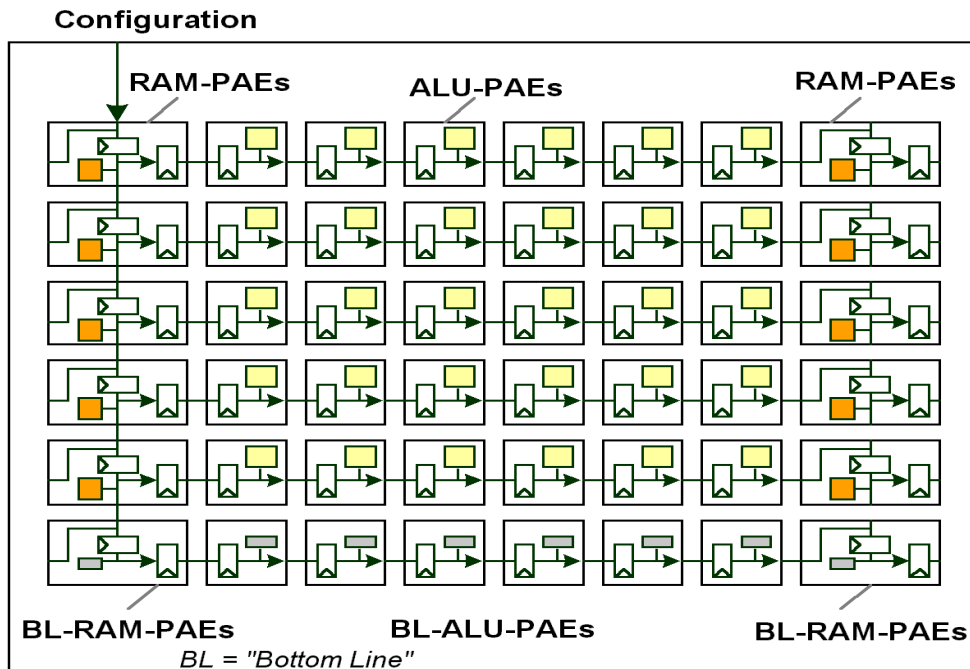 Configuration
RAM-PAEs
ALU-PAEs
RAM-PAEs
BL-RAM-PAEs
BL-ALU-PAEs
BL-RAM-PAEs
BL = "Bottom Line"